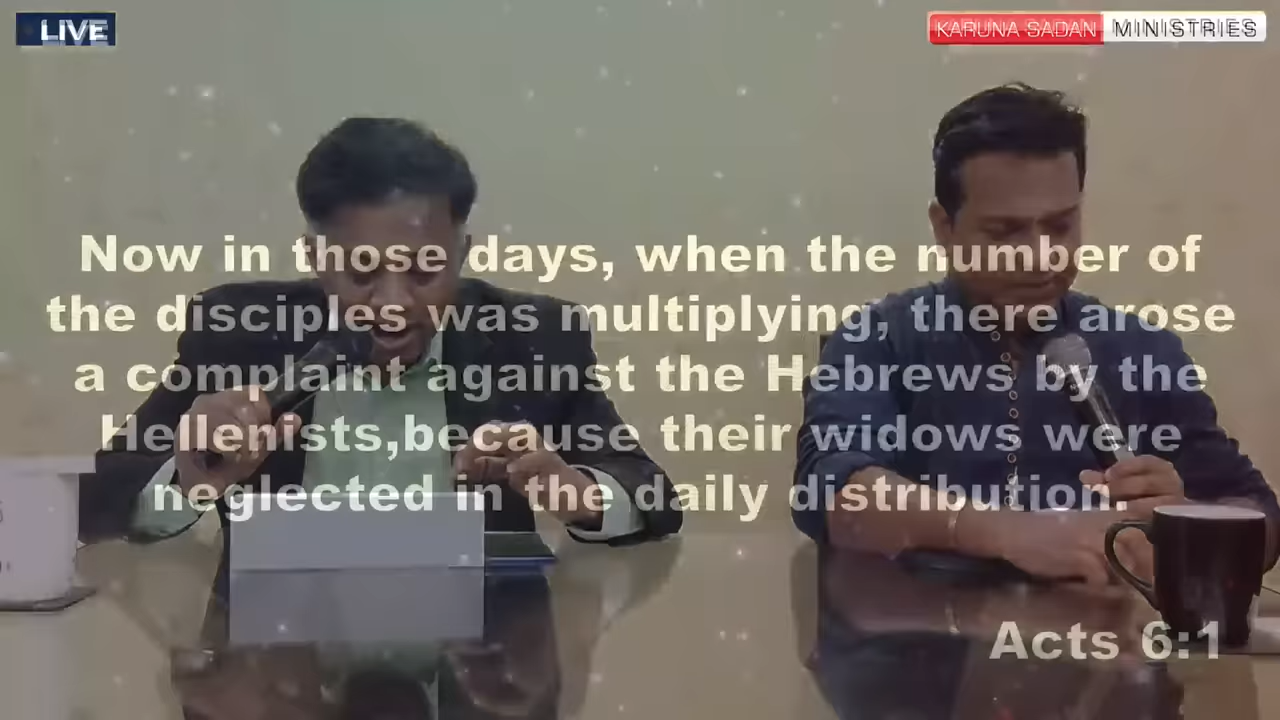 LIVE
KARUNA SADAN MINISTRIES
Now in those days, when the number of
the disciples was multiplying, there arose
a complaint against the Hebrews by the
Hellenists,because their widows were
neglected in the daily distribution.
Acts 6:1